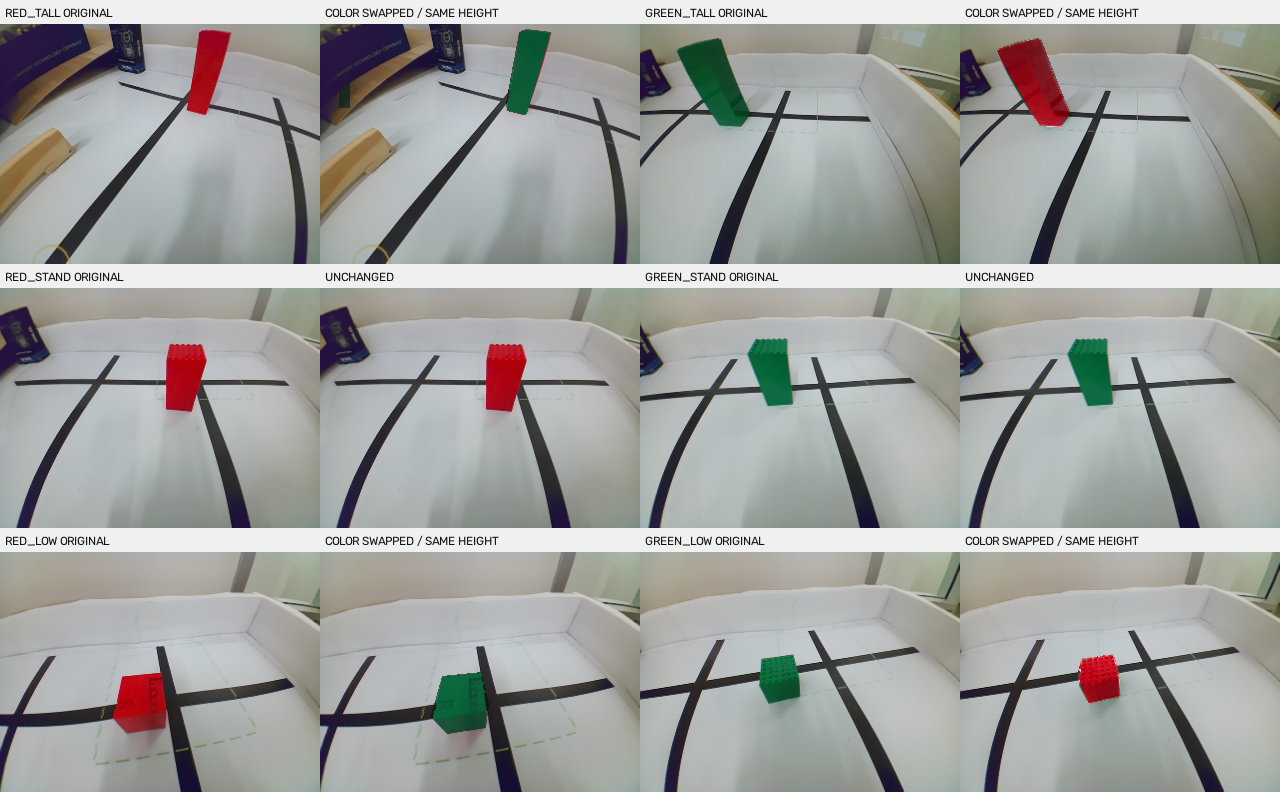 RED_TALL ORIGINAL
COLOR SWAPPED / SAME HEIGHT
GREEN_TALL ORIGINAL
COLOR SWAPPED / SAME HEIGHT
RED_STAND ORIGINAL
UNCHANGED
GREEN_STAND ORIGINAL
UNCHANGED
RED_LOW ORIGINAL
COLOR SWAPPED / SAME HEIGHT
GREEN_LOW ORIGINAL
COLOR SWAPPED / SAME HEIGHT